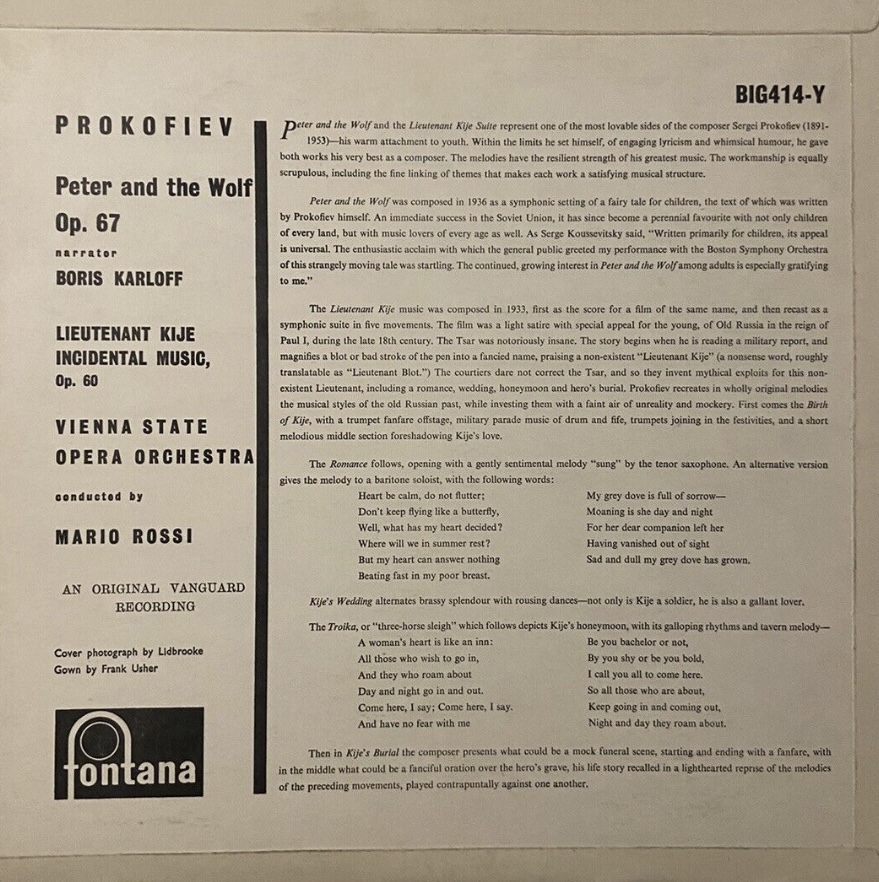 BIG414-Y
PROKOFIEV
Peter and the Wolf
Op. 67
narrator
BORIS KARLOFF
LIEUTENANT KIJE
INCIDENTAL MUSIC,
Op. 60
VIENNA STATE
OPERA ORCHESTRA
conducted by
MARIO ROSSI
AN ORIGINAL VANGUARD
RECORDING
Cover photograph by Lidbrooke
Gown by Frank Usher
fontana
Peter and the Wolf and the Lieutenant Kije Suite represent one of the most lovable sides of the composer Sergei Prokofiev (1891-
1953)—his warm attachment to youth. Within the limits he set himself, of engaging lyricism and whimsical humour, he gave
both works his very best as a composer. The melodies have the resilient strength of his greatest music. The workmanship is equally
scrupulous, including the fine linking of themes that makes each work a satisfying musical structure.
Peter and the Wolf was composed in 1936 as a symphonic setting of a fairy tale for children, the text of which was written
by Prokofiev himself. An immediate success in the Soviet Union, it has since become a perennial favourite with not only children
of every land, but with music lovers of every age as well. As Serge Koussevitsky said, "Written primarily for children, its appeal
is universal. The enthusiastic acclaim with which the general public greeted my performance with the Boston Symphony Orchestra
of this strangely moving tale was startling. The continued, growing interest in Peter and the Wolf among adults is especially gratifying
to me."
The Lieutenant Kije music was composed in 1933, first as the score for a film of the same name, and then recast as a
symphonic suite in five movements. The film was a light satire with special appeal for the young, of Old Russia in the reign of
Paul I, during the late 18th century. The Tsar was notoriously insane. The story begins when he is reading a military report, and
magnifies a blot or bad stroke of the pen into a fancied name, praising a non-existent "Lieutenant Kije" (a nonsense word, roughly
translatable as "Lieutenant Blot.") The courtiers dare not correct the Tsar, and so they invent mythical exploits for this non-
existent Lieutenant, including a romance, wedding, honeymoon and hero's burial. Prokofiev recreates in wholly original melodies
the musical styles of the old Russian past, while investing them with a faint air of unreality and mockery. First comes the Birth
of Kije, with a trumpet fanfare offstage, military parade music of drum and fife, trumpets joining in the festivities, and a short
melodious middle section foreshadowing Kije's love.
The Romance follows, opening with a gently sentimental melody "sung" by the tenor saxophone. An alternative version
gives the melody to a baritone soloist, with the following words:
Heart be calm, do not flutter;
Don't keep flying like a butterfly,
Well, what has my heart decided?
Where will we in summer rest?
But my heart can answer nothing
Beating fast in my poor breast.
My grey dove is full of sorrow—
Moaning is she day and night
For her dear companion left her
Having vanished out of sight
Sad and dull my grey dove has grown.
Kije's Wedding alternates brassy splendour with rousing dances—not only is Kije a soldier, he is also a gallant lover.
The Troika, or "three-horse sleigh" which follows depicts Kije's honeymoon, with its galloping rhythms and tavern melody—
A woman's heart is like an inn:
All those who wish to go in,
And they who roam about
Day and night go in and out.
Come here, I say; Come here, I say.
And have no fear with me
Be you bachelor or not,
By you shy or be you bold,
I call you all to come here.
So all those who are about,
Keep going in and coming out,
Night and day they roam about.
Then in Kije's Burial the composer presents what could be a mock funeral scene, starting and ending with a fanfare, with
in the middle what could be a fanciful oration over the hero's grave, his life story recalled in a lighthearted reprise of the melodies
of the preceding movements, played contrapuntally against one another.